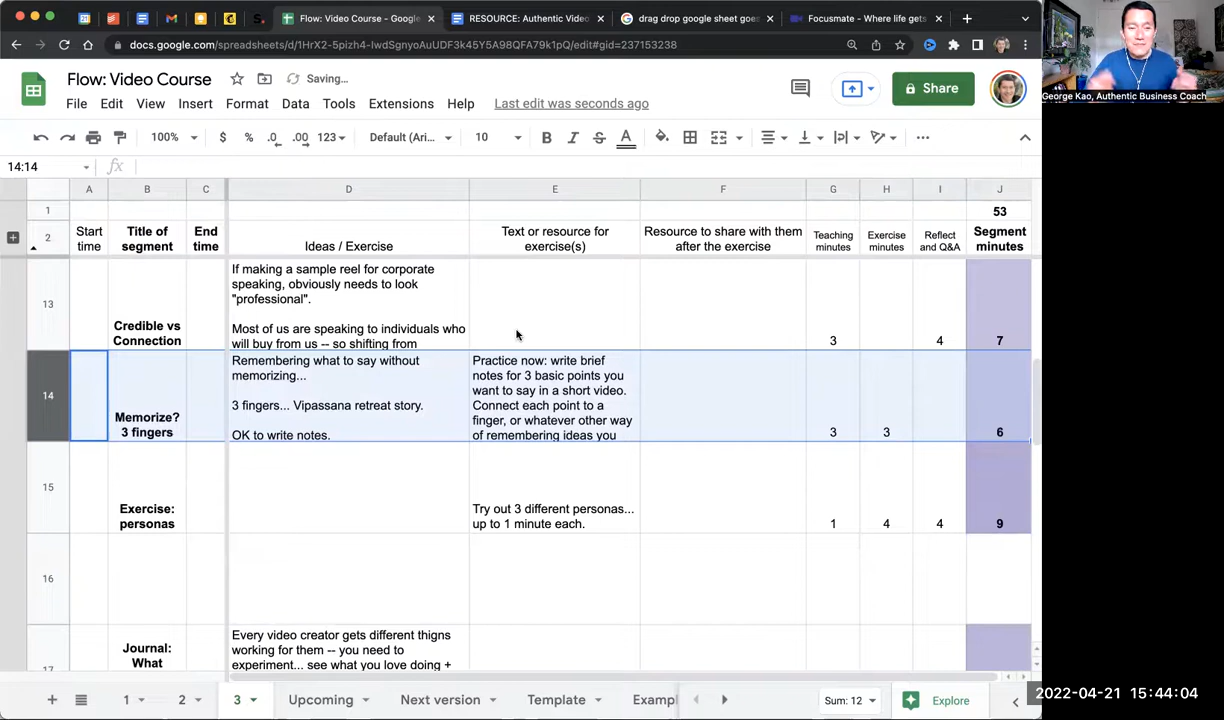 Flow: Video Course - Google
RESOURCE: Authentic Video
drag drop google sheet goes
Focusmate – Where life gets
docs.google.com/spreadsheets/d/1HrX2-5pizh4-IwdSgnyoAuUDF3k45Y5A98QFA79k1pQ/edit#gid=237153238
George Kao, Authentic Business Coach
Flow: Video Course
Saving...
File Edit View Insert Format Data Tools Extensions Help Last edit was seconds ago
Share
100% $ % .0 .00 123 Default (Ari... 10 B I S A
14:14 fx
A B C D E F G H I J
1 53
2 Start time
Title of segment
End time
Ideas / Exercise
Text or resource for exercise(s)
Resource to share with them after the exercise
Teaching minutes
Exercise minutes
Reflect and Q&A
Segment minutes
13
Credible vs Connection
If making a sample reel for corporate
speaking, obviously needs to look
"professional".
Most of us are speaking to individuals who
will buy from us -- so shifting from
3 4 7
14
Memorize?
3 fingers
Remembering what to say without
memorizing...
3 fingers... Vipassana retreat story.
OK to write notes.
Practice now: write brief
notes for 3 basic points you
want to say in a short video.
Connect each point to a
finger, or whatever other way
of remembering ideas you
3 3 6
15
Exercise:
personas
Try out 3 different personas...
up to 1 minute each.
1 4 4 9
16
17
Journal:
What
Every video creator gets different thigns
working for them -- you need to
experiment... see what you love doing +
1 2 3 Upcoming Next version Template Exampl Sum: 12 Explore
2022-04-21 15:44:04